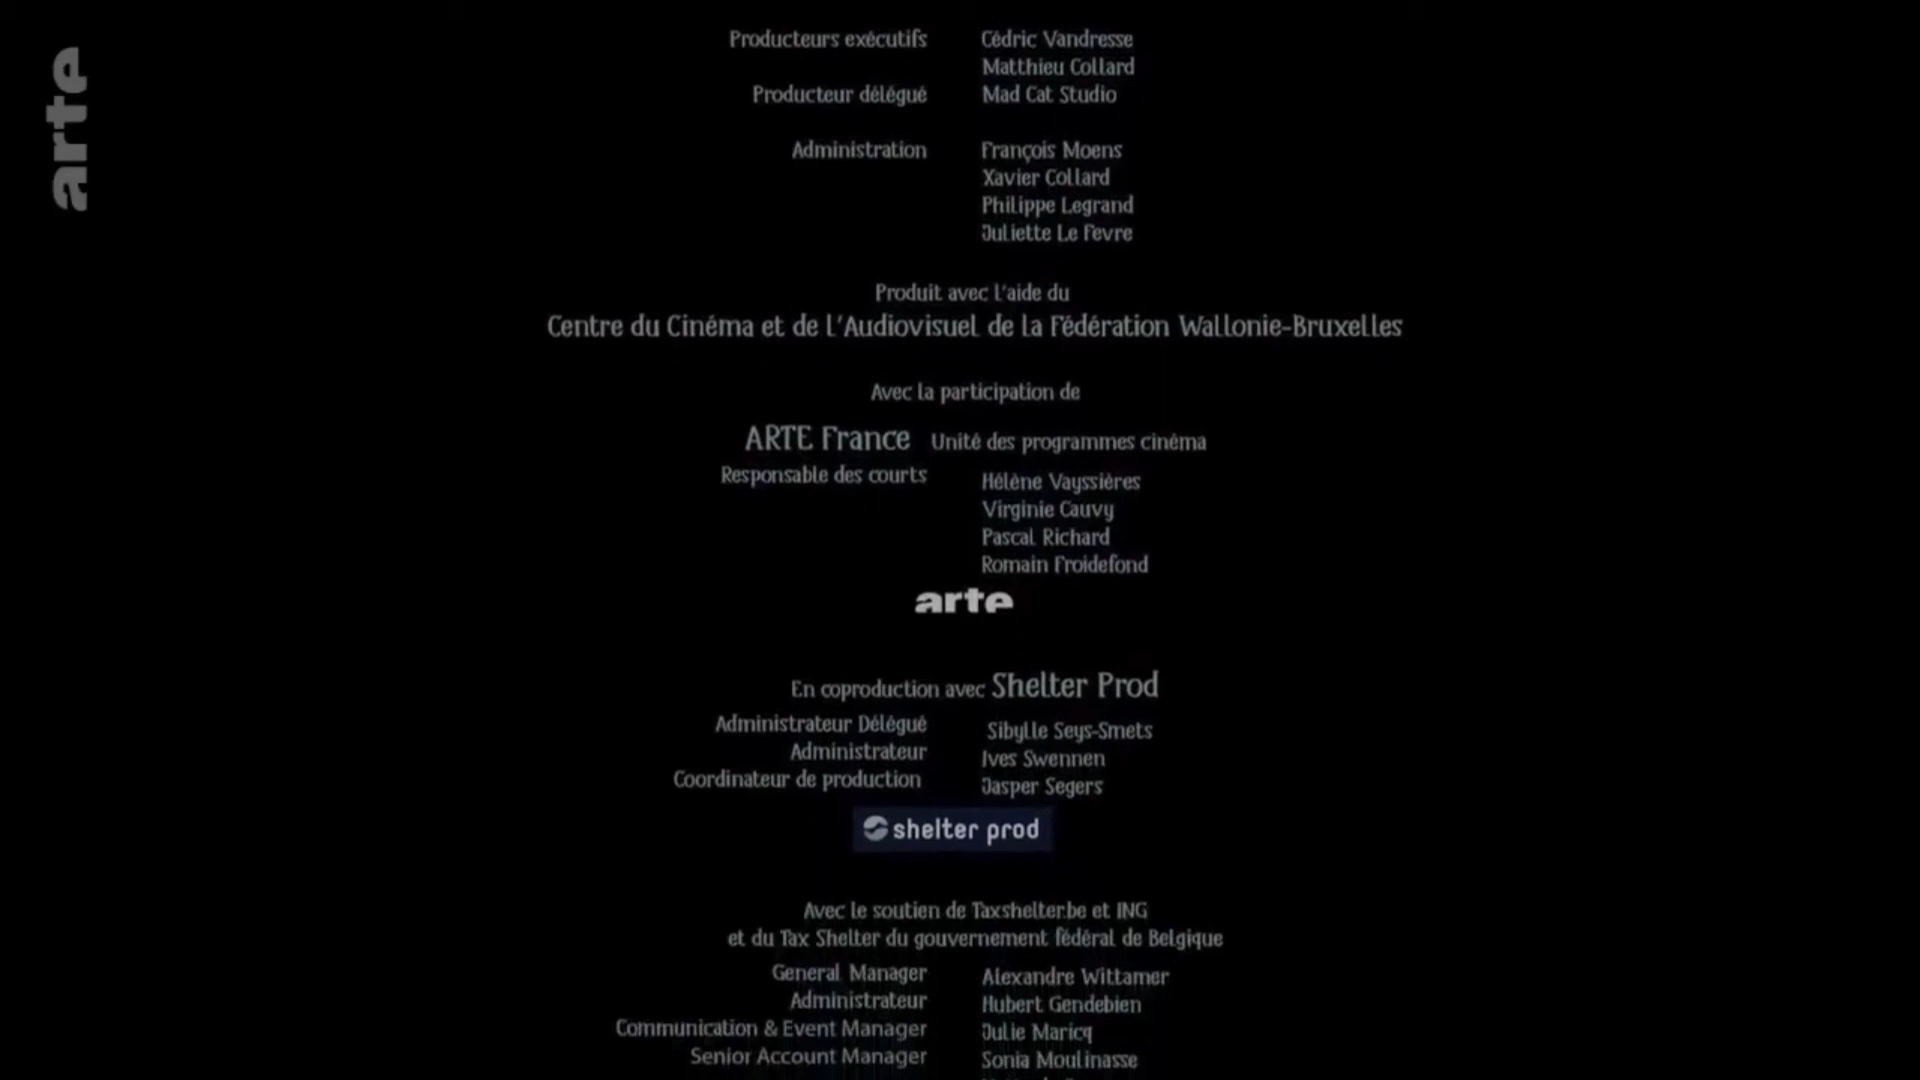 arte
Producteurs exécutifs Cédric Vandresse
Matthieu Collard
Producteur délégué Mad Cat Studio
Administration François Moens
Xavier Collard
Philippe Legrand
Juliette Le Fevre
Produit avec l'aide du
Centre du Cinéma et de l'Audiovisuel de la Fédération Wallonie-Bruxelles
Avec la participation de
ARTE France Unité des programmes cinéma
Responsable des courts Hélène Vayssières
Virginie Cauvy
Pascal Richard
Romain Froidefond
arte
En coproduction avec Shelter Prod
Administrateur Délégué Sibylle Seys-Smets
Administrateur Ives Swennen
Coordinateur de production Jasper Segers
shelter prod
Avec le soutien de Taxshelter.be et ING
et du Tax Shelter du gouvernement fédéral de Belgique
General Manager Alexandre Wittamer
Administrateur Hubert Gendebien
Communication & Event Manager Julie Maricq
Senior Account Manager Sonia Moulinasse